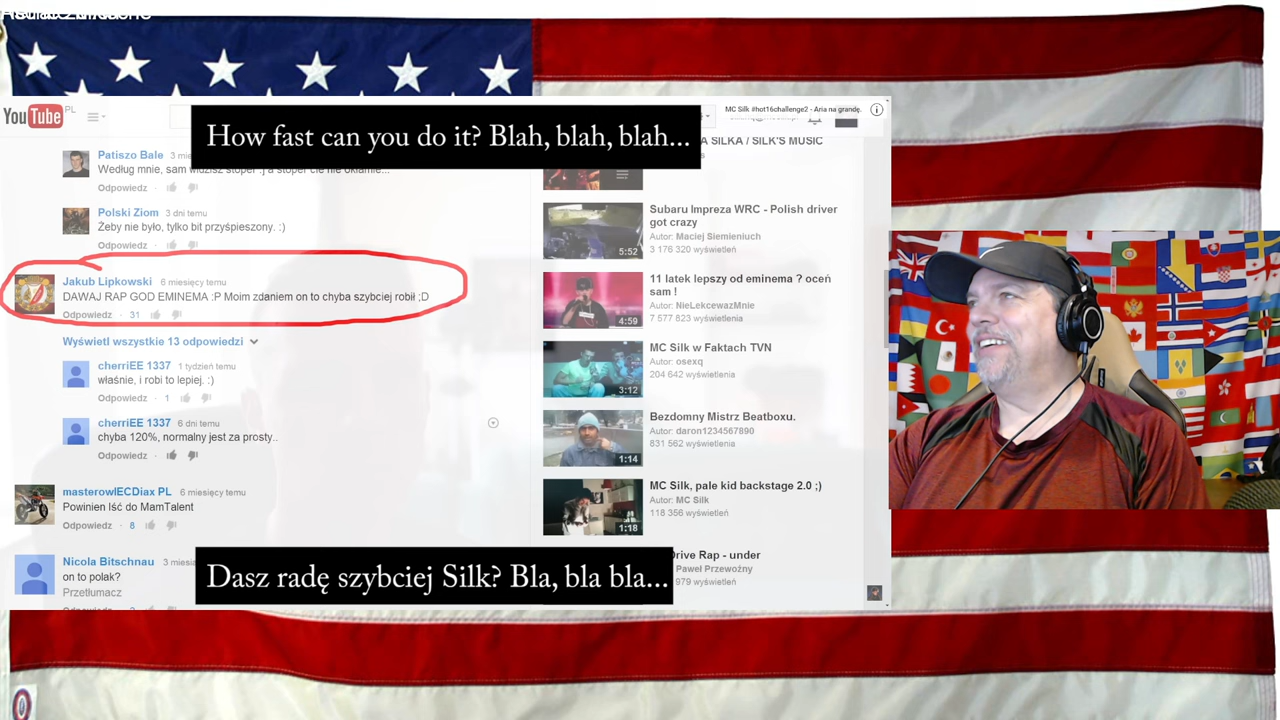 YouTube PL
How fast can you do it? Blah, blah, blah...
MC Silk #hot16challenge2 - Aria na grandę.
Patiszo Bale
Według mnie, sam widzisz stoper :j a stoper cię nie okłamie...
Odpowiedz
Polski Ziom 3 dni temu
Żeby nie było, tylko bit przyśpieszony. :)
Odpowiedz
Jakub Lipkowski 6 miesięcy temu
DAWAJ RAP GOD EMINEMA :P Moim zdaniem on to chyba szybciej robił ;D
Odpowiedz · 31
Wyświetl wszystkie 13 odpowiedzi
cherriEE 1337 1 tydzień temu
właśnie, i robi to lepiej. :)
Odpowiedz · 1
cherriEE 1337 6 dni temu
chyba 120%, normalny jest za prosty..
Odpowiedz
masterowIECDiax PL 6 miesięcy temu
Powinien Iść do MamTalent
Odpowiedz · 8
Nicola Bitschnau 3
on to polak?
Przetłumacz
SILKA / SILK'S MUSIC
Subaru Impreza WRC - Polish driver
got crazy
Autor: Maciej Siemieniuch
3 176 320 wyświetleń
5:52
11 latek lepszy od eminema ? oceń
sam !
Autor: NieLekcewazMnie
7 577 823 wyświetlenia
4:59
MC Silk w Faktach TVN
Autor: osexq
204 642 wyświetlenia
3:12
Bezdomny Mistrz Beatboxu.
Autor: daron1234567890
831 562 wyświetlenia
1:14
MC Silk, pale kid backstage 2.0 ;)
Autor: MC Silk
118 356 wyświetleń
1:18
Drive Rap - under
Paweł Przewoźny
979 wyświetleń
Dasz radę szybciej Silk? Bla, bla bla...